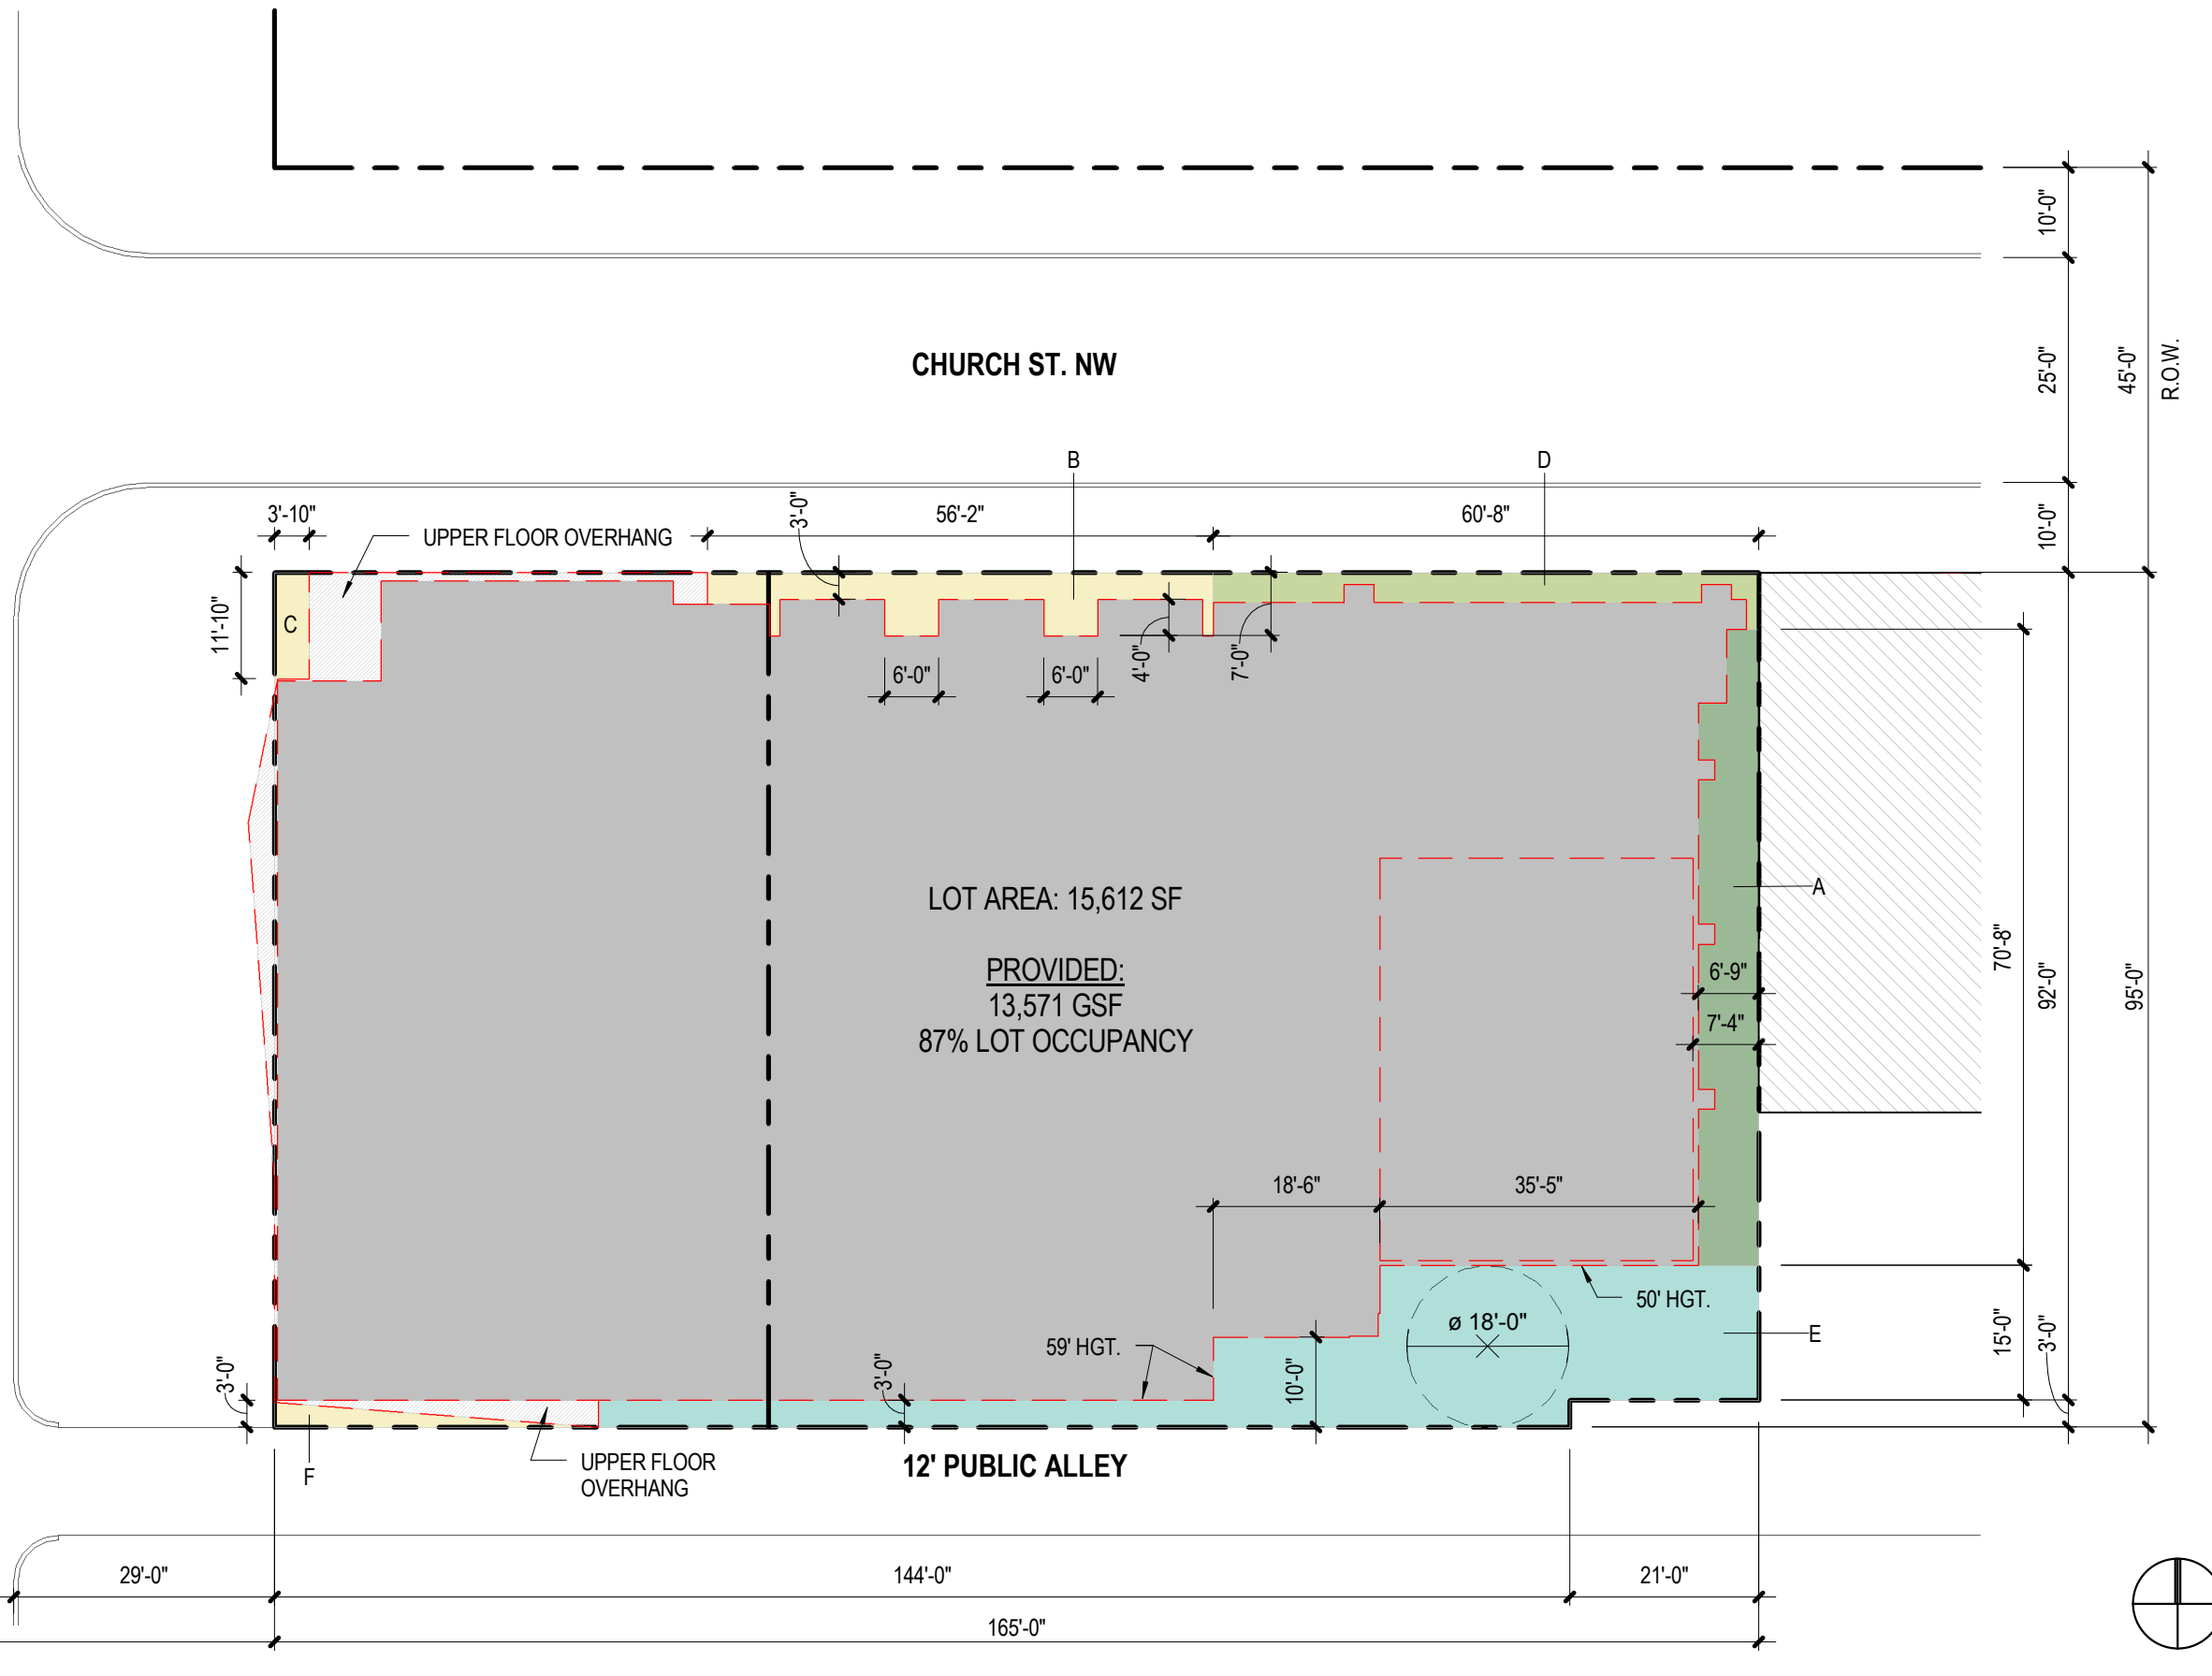 10'-0"
25'-0"
45'-0"
R.O.W.
CHURCH ST. NW
B
D
3'-10"
UPPER FLOOR OVERHANG
3'-0"
56'-2"
60'-8"
10'-0"
11'-10"
C
6'-0"
6'-0"
4'-0"
7'-0"
LOT AREA: 15,612 SF
A
PROVIDED:
13,571 GSF
87% LOT OCCUPANCY
6'-9"
7'-4"
70'-8"
92'-0"
95'-0"
18'-6"
35'-5"
50' HGT.
ø 18'-0"
E
59' HGT.
15'-0"
3'-0"
3'-0"
3'-0"
10'-0"
F
UPPER FLOOR
OVERHANG
12' PUBLIC ALLEY
29'-0"
144'-0"
21'-0"
165'-0"